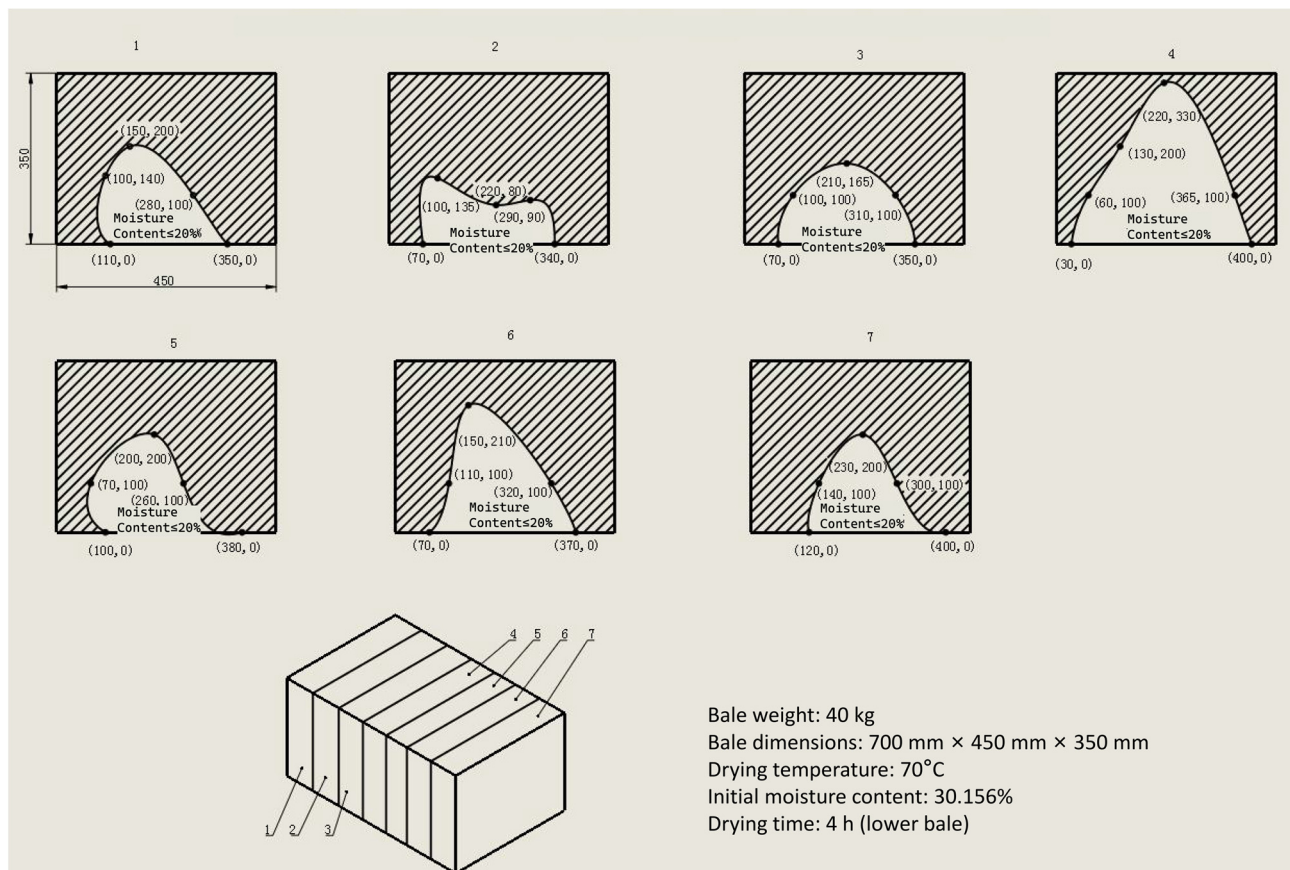 1
2
3
4
350
(150, 200)
(100, 140)
(280, 100)
Moisture
Content≤20%%
(110, 0)
(350, 0)
450
(220, 80)
(100, 135)
(290, 90)
Moisture
Content≤20%
(70, 0)
(340, 0)
(210, 165)
(100, 100)
(310, 100)
Moisture
Content≤20%
(70, 0)
(350, 0)
(220, 330)
(130, 200)
(60, 100)
(365, 100)
Moisture
Content≤20%
(30, 0)
(400, 0)
5
6
7
(200, 200)
(70, 100)
(260, 100)
Moisture
Content≤20%
(100, 0)
(380, 0)
(150, 210)
(110, 100)
(320, 100)
Moisture
Content≤20%
(70, 0)
(370, 0)
(230, 200)
(140, 100)
(300, 100)
Moisture
Content≤20%
(120, 0)
(400, 0)
4
5
6
7
1
2
3
Bale weight: 40 kg
Bale dimensions: 700 mm × 450 mm × 350 mm
Drying temperature: 70°C
Initial moisture content: 30.156%
Drying time: 4 h (lower bale)